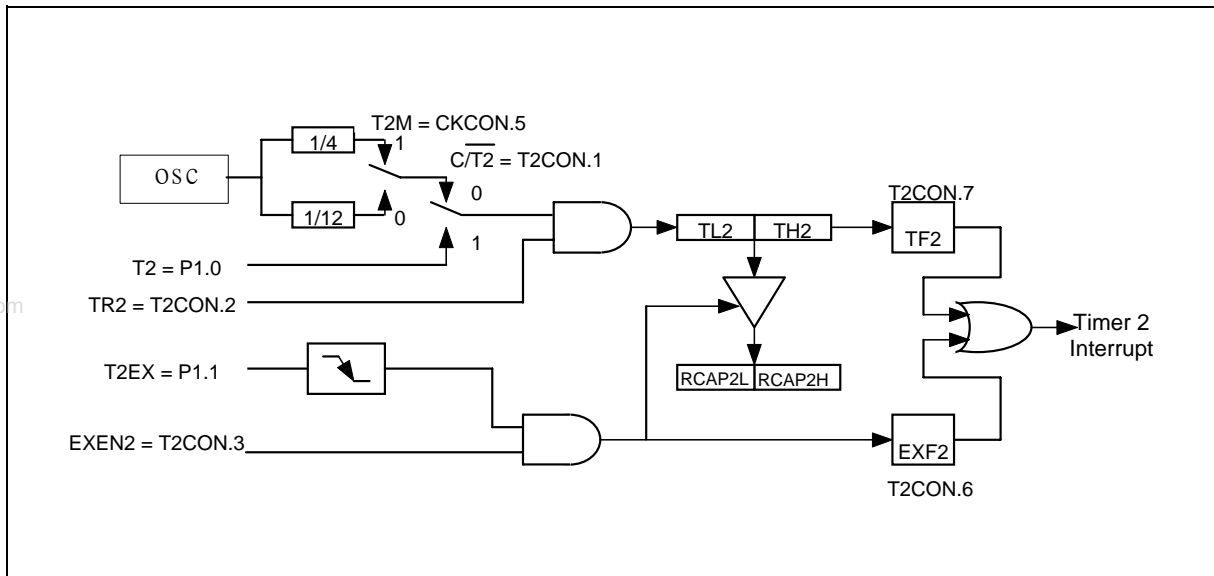 T2M = CKCON.5
1/4
1
C/T2 = T2CON.1
OSC
0
T2CON.7
1/12
0
TL2
TH2
TF2
1
T2 = P1.0
om
TR2 = T2CON.2
Timer 2
Interrupt
T2EX = P1.1
RCAP2L
RCAP2H
EXEN2 = T2CON.3
EXF2
T2CON.6